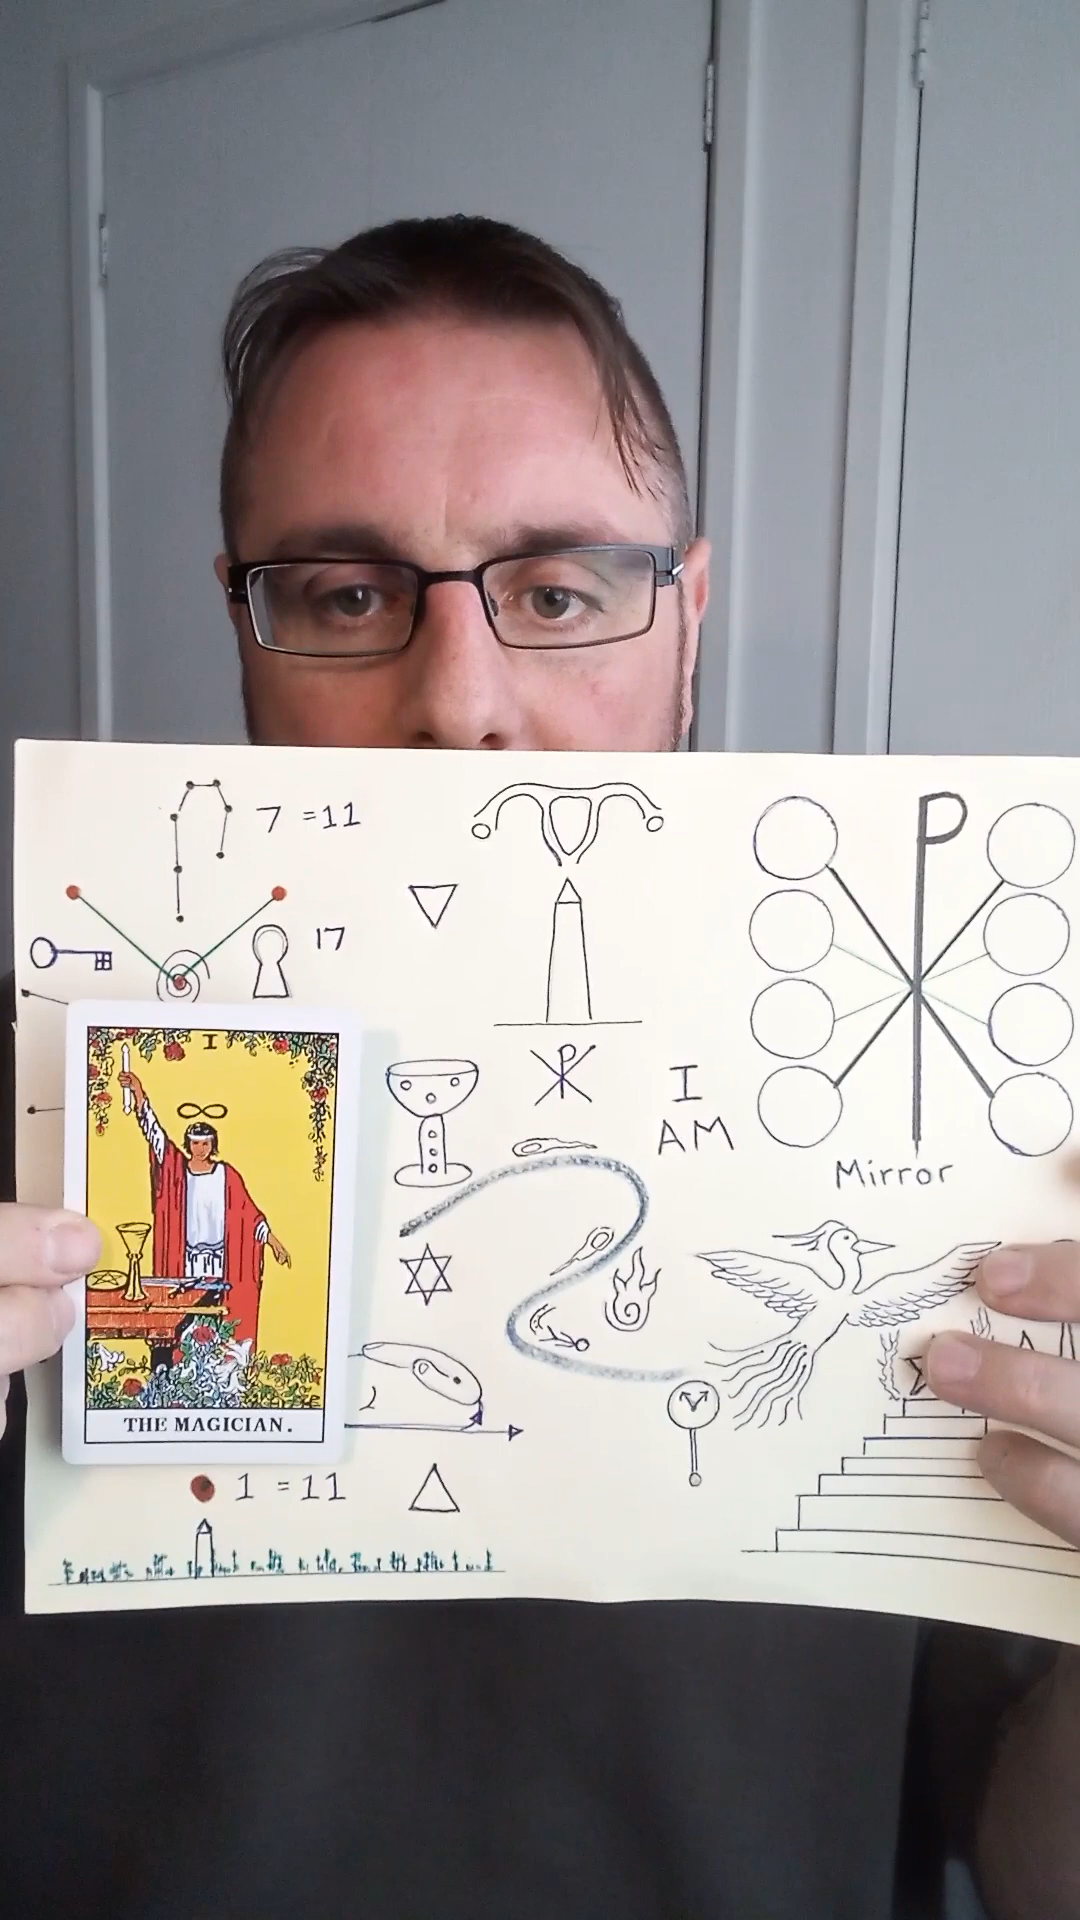 7 =11
17
P
I
AM
Mirror
I
THE MAGICIAN.
1 =11